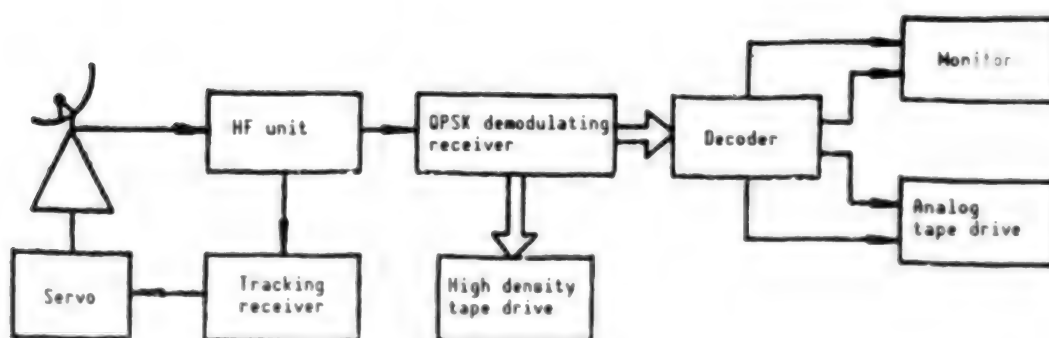 Monitor
HF unit
QPSK demodulating
receiver
Decoder
Analog
tape drive
Servo
Tracking
receiver
High density
tape drive